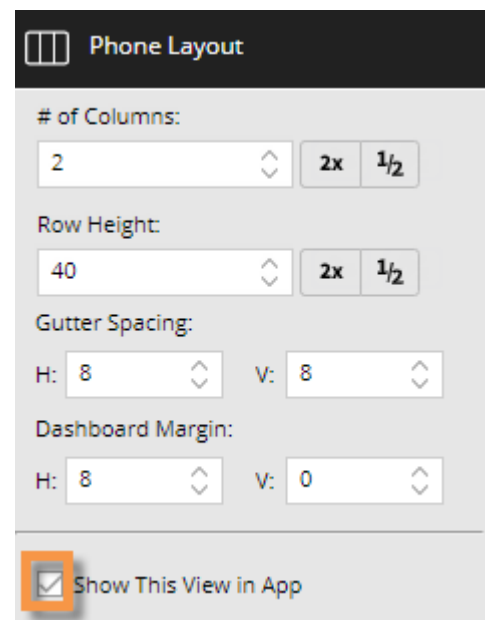 Phone Layout
# of Columns:
2 2x 1/2
Row Height:
40 2x 1/2
Gutter Spacing:
H: 8 V: 8
Dashboard Margin:
H: 8 V: 0
Show This View in App